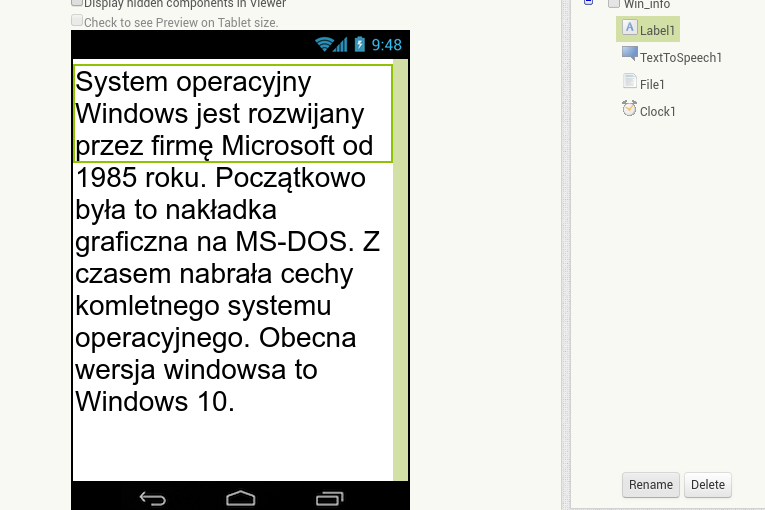 Display hidden components in Viewer
Check to see Preview on Tablet size.
9:48
System operacyjny
Windows jest rozwijany
przez firmę Microsoft od
1985 roku. Początkowo
była to nakładka
graficzna na MS-DOS. Z
czasem nabrała cechy
komletnego systemu
operacyjnego. Obecna
wersja windowsa to
Windows 10.
Win_info
A Label1
TextToSpeech1
File1
Clock1
Rename Delete